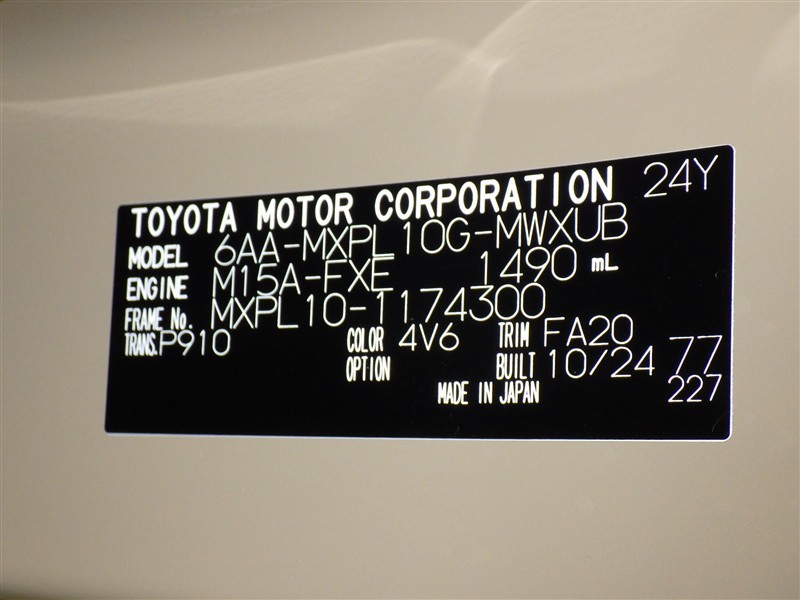 TOYOTA MOTOR CORPORATION 24Y
MODEL 6AA-MXPL10G-MWXUB
ENGINE M15A-FXE 1490 mL
FRAME No. MXPL10-1174300
TRANS. P910 COLOR 4V6 TRIM FA20
OPTION BUILT 10/24 77
MADE IN JAPAN 227